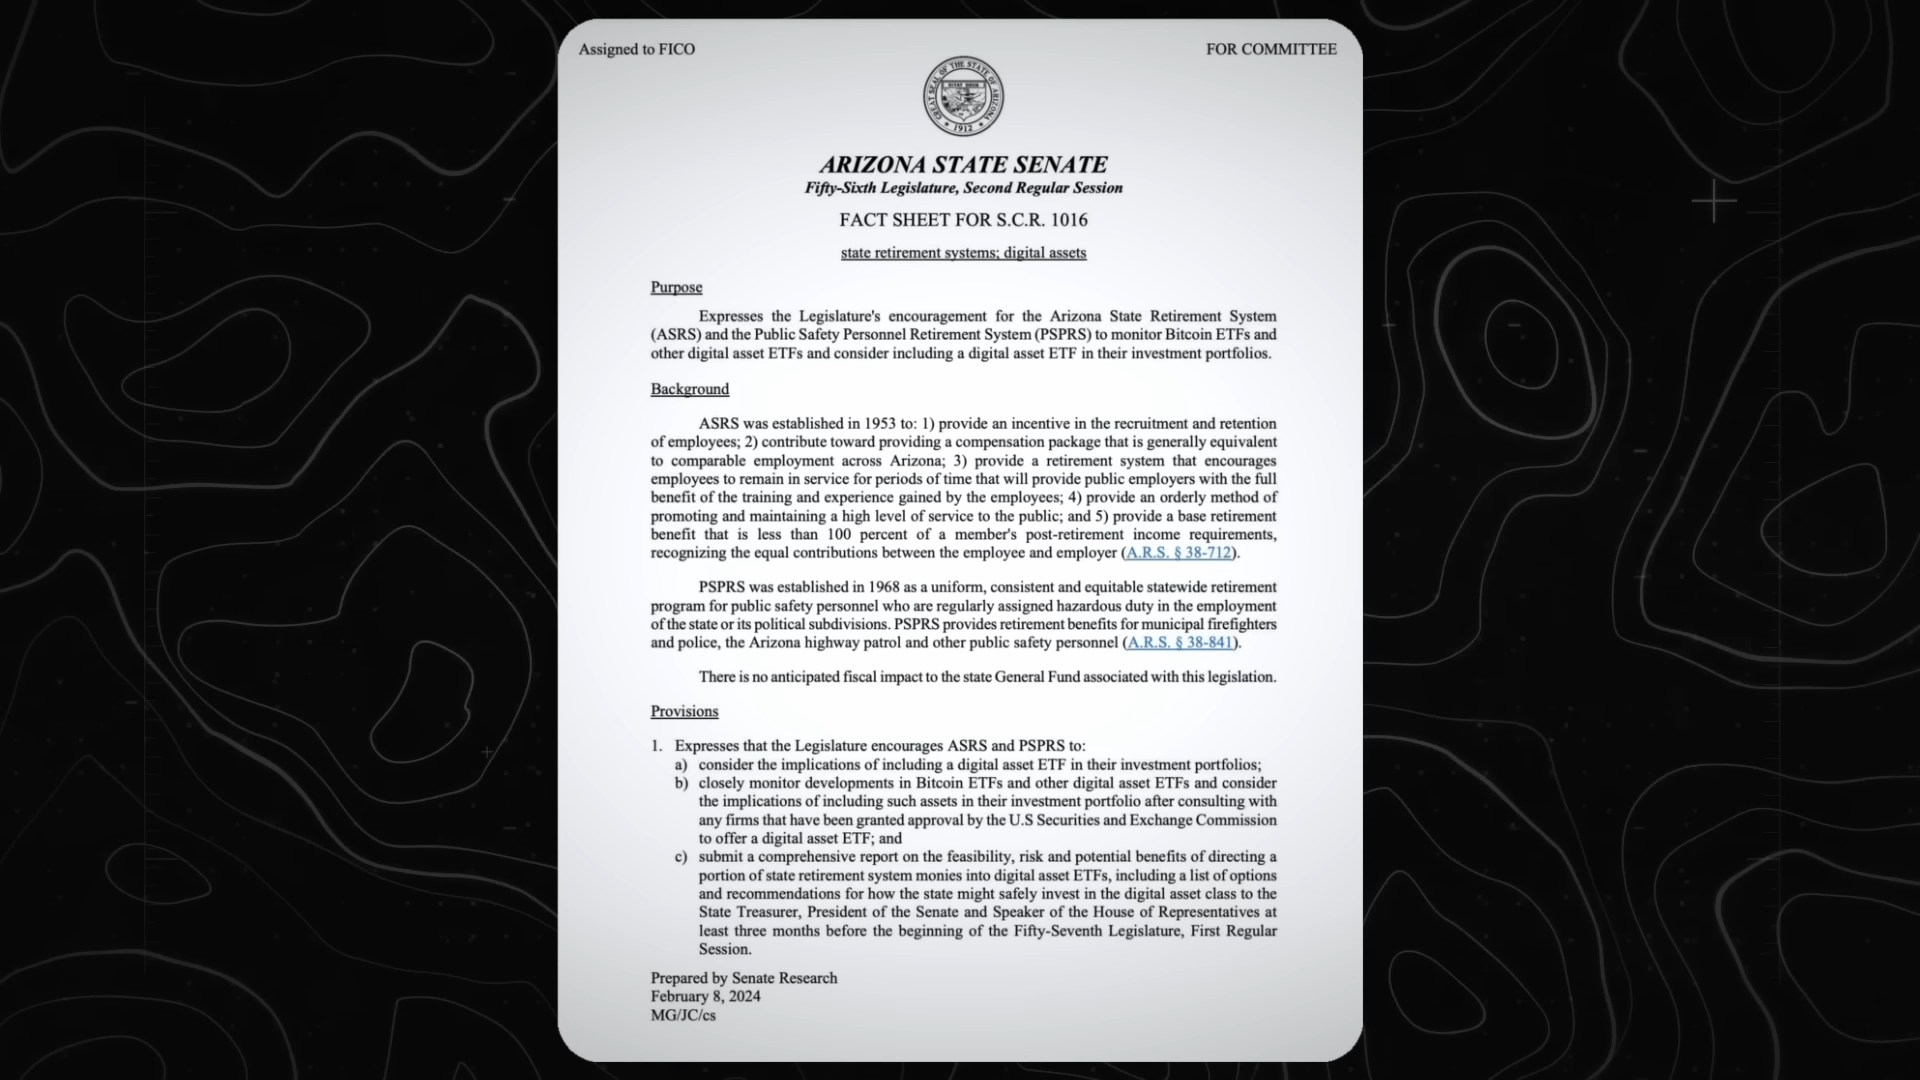 Assigned to FICO
FOR COMMITTEE
GREAT SEAL OF THE STATE OF ARIZONA
1912
ARIZONA STATE SENATE
Fifty-Sixth Legislature, Second Regular Session
FACT SHEET FOR S.C.R. 1016
state retirement systems; digital assets
Purpose
Expresses the Legislature's encouragement for the Arizona State Retirement System
(ASRS) and the Public Safety Personnel Retirement System (PSPRS) to monitor Bitcoin ETFs and
other digital asset ETFs and consider including a digital asset ETF in their investment portfolios.
Background
ASRS was established in 1953 to: 1) provide an incentive in the recruitment and retention
of employees; 2) contribute toward providing a compensation package that is generally equivalent
to comparable employment across Arizona; 3) provide a retirement system that encourages
employees to remain in service for periods of time that will provide public employers with the full
benefit of the training and experience gained by the employees; 4) provide an orderly method of
promoting and maintaining a high level of service to the public; and 5) provide a base retirement
benefit that is less than 100 percent of a member's post-retirement income requirements,
recognizing the equal contributions between the employee and employer (A.R.S. § 38-712).
PSPRS was established in 1968 as a uniform, consistent and equitable statewide retirement
program for public safety personnel who are regularly assigned hazardous duty in the employment
of the state or its political subdivisions. PSPRS provides retirement benefits for municipal firefighters
and police, the Arizona highway patrol and other public safety personnel (A.R.S. § 38-841).
There is no anticipated fiscal impact to the state General Fund associated with this legislation.
Provisions
1. Expresses that the Legislature encourages ASRS and PSPRS to:
a) consider the implications of including a digital asset ETF in their investment portfolios;
b) closely monitor developments in Bitcoin ETFs and other digital asset ETFs and consider
the implications of including such assets in their investment portfolio after consulting with
any firms that have been granted approval by the U.S Securities and Exchange Commission
to offer a digital asset ETF; and
c) submit a comprehensive report on the feasibility, risk and potential benefits of directing a
portion of state retirement system monies into digital asset ETFs, including a list of options
and recommendations for how the state might safely invest in the digital asset class to the
State Treasurer, President of the Senate and Speaker of the House of Representatives at
least three months before the beginning of the Fifty-Seventh Legislature, First Regular
Session.
Prepared by Senate Research
February 8, 2024
MG/JC/cs